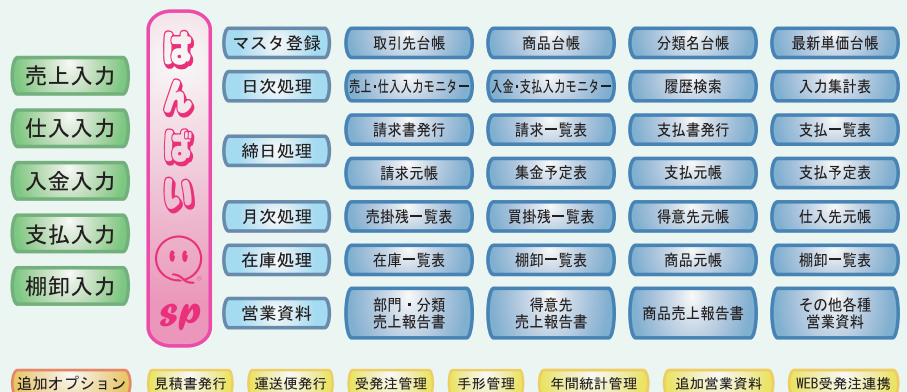 売上入力
仕入入力
入金入力
支払入力
棚卸入力
はんばい
Q
®
sp
マスタ登録
取引先台帳
商品台帳
分類名台帳
最新単価台帳
日次処理
売上・仕入入力モニター
入金・支払入力モニター
履歴検索
入力集計表
締日処理
請求書発行
請求一覧表
支払書発行
支払一覧表
請求元帳
集金予定表
支払元帳
支払予定表
月次処理
売掛残一覧表
買掛残一覧表
得意先元帳
仕入先元帳
在庫処理
在庫一覧表
棚卸一覧表
商品元帳
棚卸一覧表
営業資料
部門・分類
売上報告書
得意先
売上報告書
商品売上報告書
その他各種
営業資料
追加オプション
見積書発行
運送便発行
受発注管理
手形管理
年間統計管理
追加営業資料
WEB受発注連携